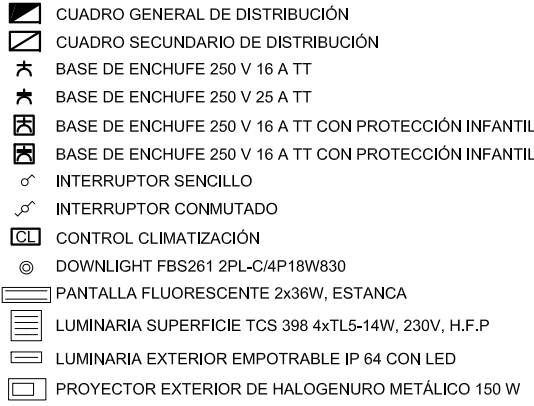 CUADRO GENERAL DE DISTRIBUCIÓN
CUADRO SECUNDARIO DE DISTRIBUCIÓN
BASE DE ENCHUFE 250 V 16 A TT
BASE DE ENCHUFE 250 V 25 A TT
BASE DE ENCHUFE 250 V 16 A TT CON PROTECCIÓN INFANTIL
BASE DE ENCHUFE 250 V 16 A TT CON PROTECCIÓN INFANTIL
INTERRUPTOR SENCILLO
INTERRUPTOR CONMUTADO
CL CONTROL CLIMATIZACIÓN
DOWNLIGHT FBS261 2PL-C/4P18W830
PANTALLA FLUORESCENTE 2x36W, ESTANCA
LUMINARIA SUPERFICIE TCS 398 4xTL5-14W, 230V, H.F.P
LUMINARIA EXTERIOR EMPOTRABLE IP 64 CON LED
PROYECTOR EXTERIOR DE HALOGENURO METÁLICO 150 W